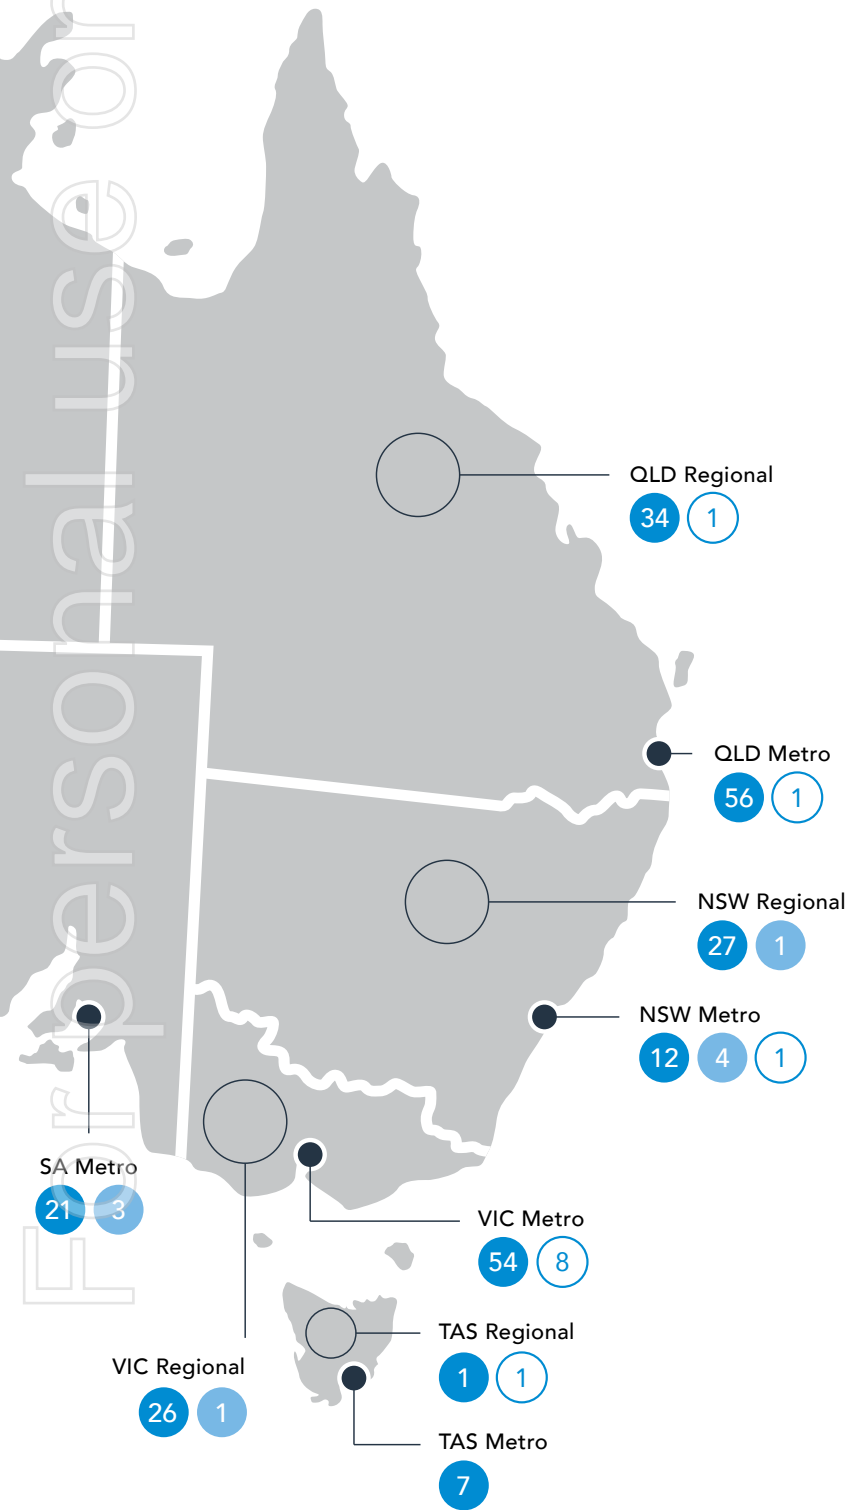 For personal use or
QLD Regional
34 1
QLD Metro
56 1
NSW Regional
27 1
NSW Metro
12 4 1
SA Metro
21 3
VIC Metro
54 8
TAS Regional
1 1
VIC Regional
26 1
TAS Metro
7